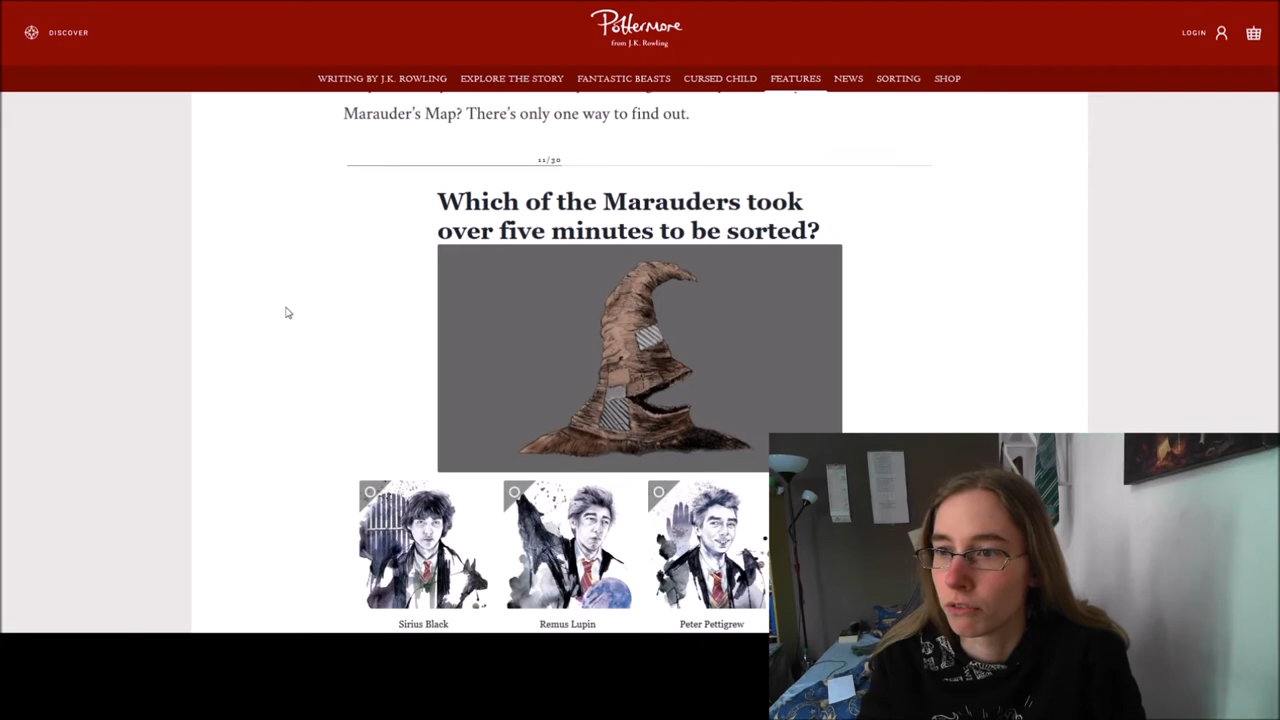 DISCOVER
Pottermore
from J.K. Rowling
LOGIN
WRITING BY J.K. ROWLING EXPLORE THE STORY FANTASTIC BEASTS CURSED CHILD FEATURES NEWS SORTING SHOP
Marauder's Map? There's only one way to find out.
11/30
Which of the Marauders took
over five minutes to be sorted?
Sirius Black
Remus Lupin
Peter Pettigrew